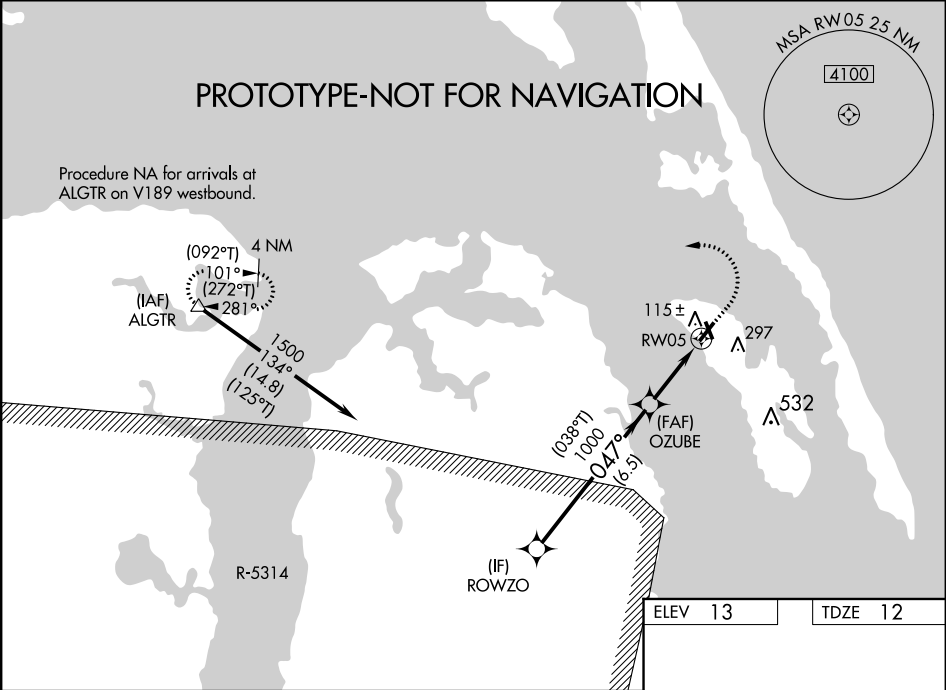 MSA RW05 25 NM
4100
PROTOTYPE-NOT FOR NAVIGATION
Procedure NA for arrivals at
ALGTR on V189 westbound.
4 NM
(092°T)
101°
(272°T)
281°
(IAF)
ALGTR
1500
134°
(14.8)
(125°T)
115±
RW05
297
532
(FAF)
OZUBE
(038°T)
1000
047°
(6.5)
(IF)
ROWZO
R-5314
ELEV 13
TDZE 12